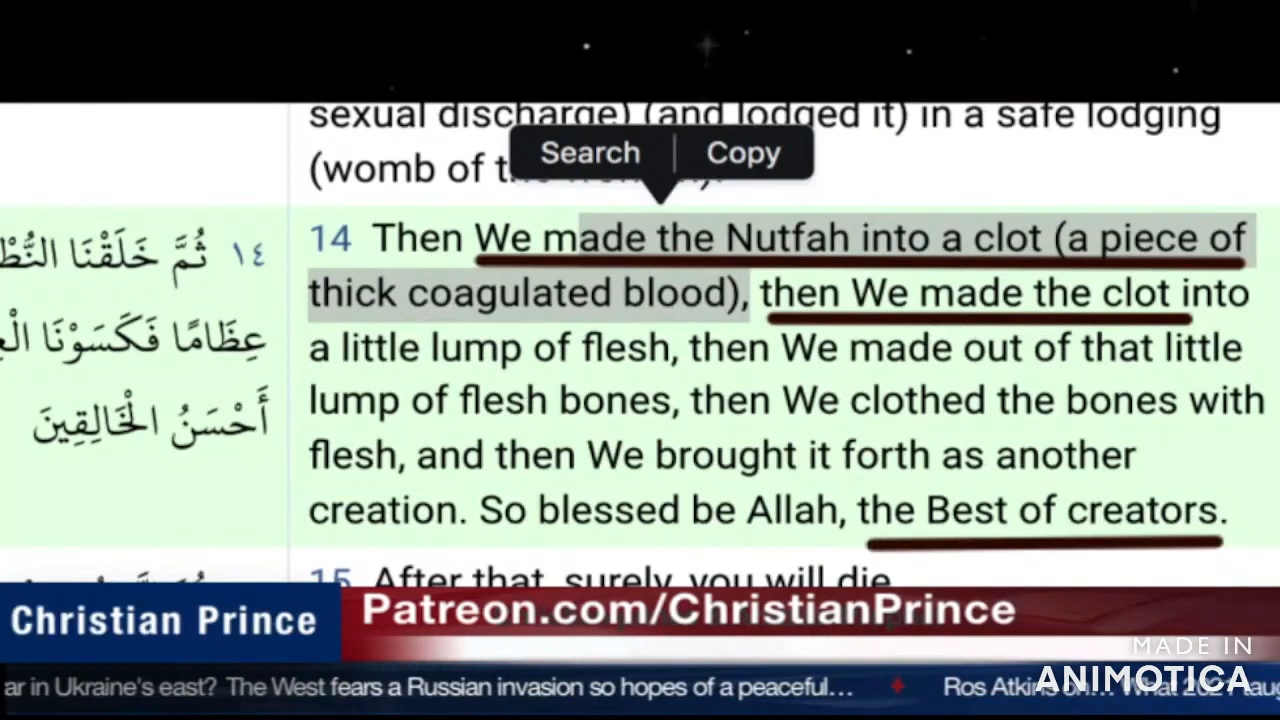 sexual discharge) (and lodged it) in a safe lodging
(womb of
Search | Copy
١٤ ثُمَّ خَلَقْنَا
عِظَامًا فَكَسَوْنَا
أَحْسَنُ الْخَالِقِينَ
14 Then We made the Nutfah into a clot (a piece of
thick coagulated blood), then We made the clot into
a little lump of flesh, then We made out of that little
lump of flesh bones, then We clothed the bones with
flesh, and then We brought it forth as another
creation. So blessed be Allah, the Best of creators.
15 After that, surely, you will die.
Christian Prince
Patreon.com/ChristianPrince
MADE IN
ANIMOTICA
ar in Ukraine's east? The West fears a Russian invasion so hopes of a peaceful... Ros Atkins on...